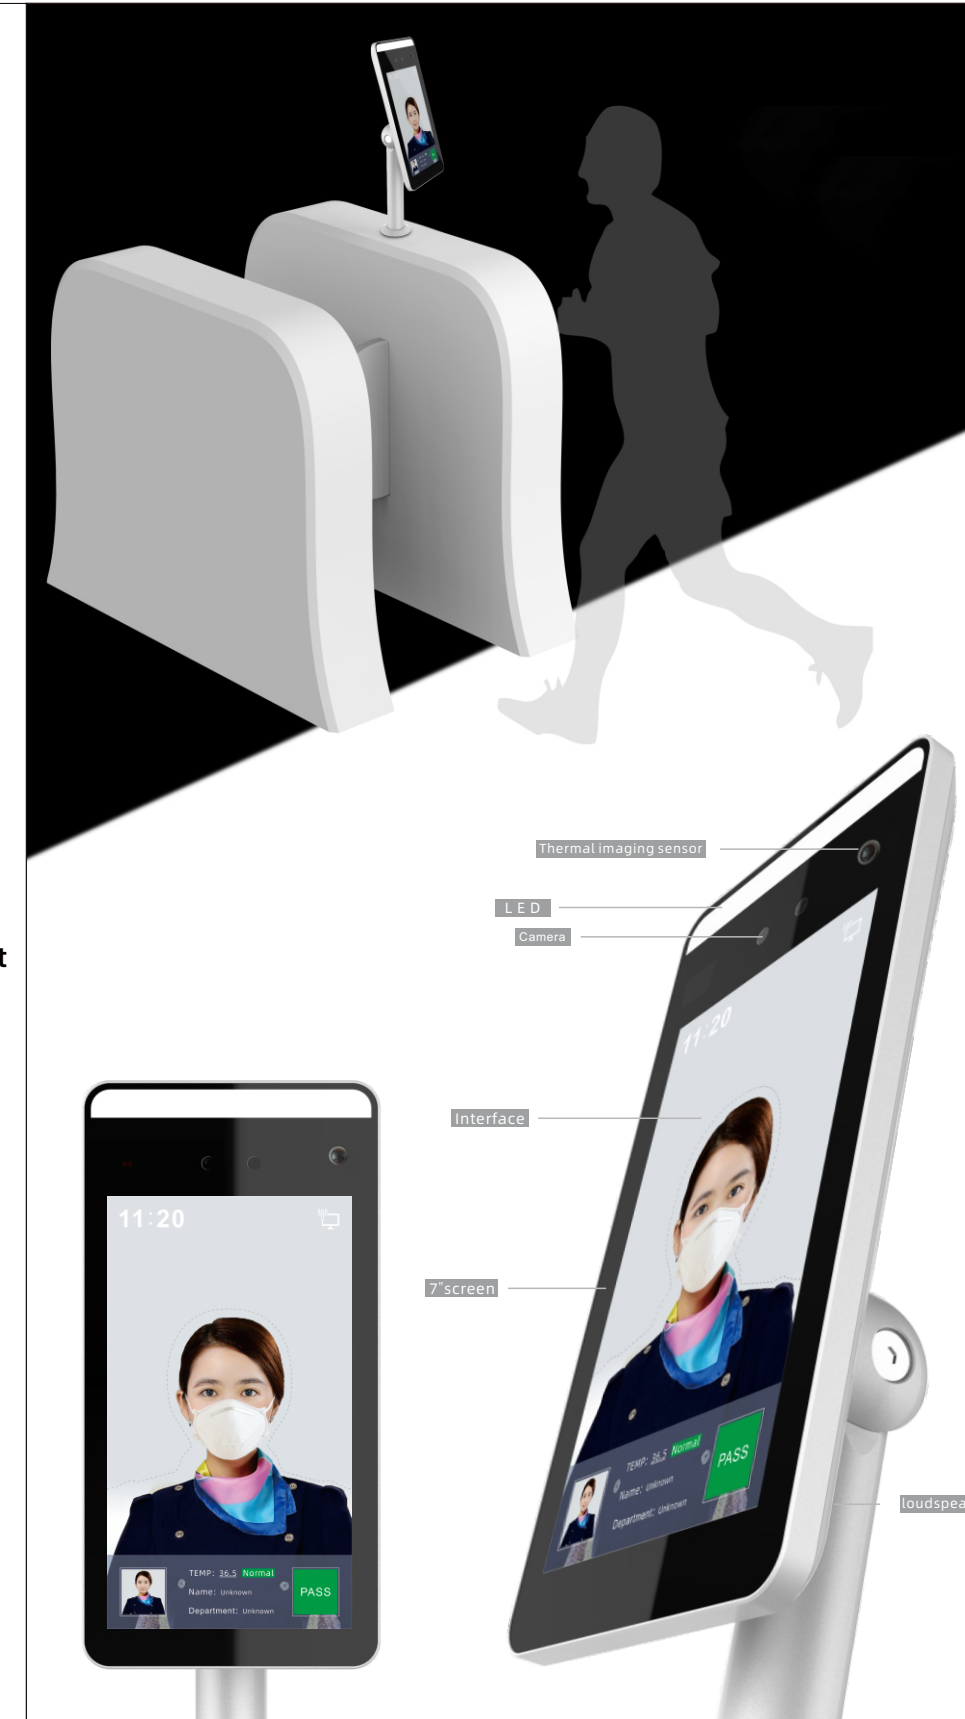 Thermal imaging sensor
LED
Camera
11:20
Interface
7"screen
TEMP: 36.5 Normal
Name: Unknown
Department: Unknown
PASS
loudspea
t
11:20
TEMP: 36.5 Normal
Name: Unknown
Department: Unknown
PASS